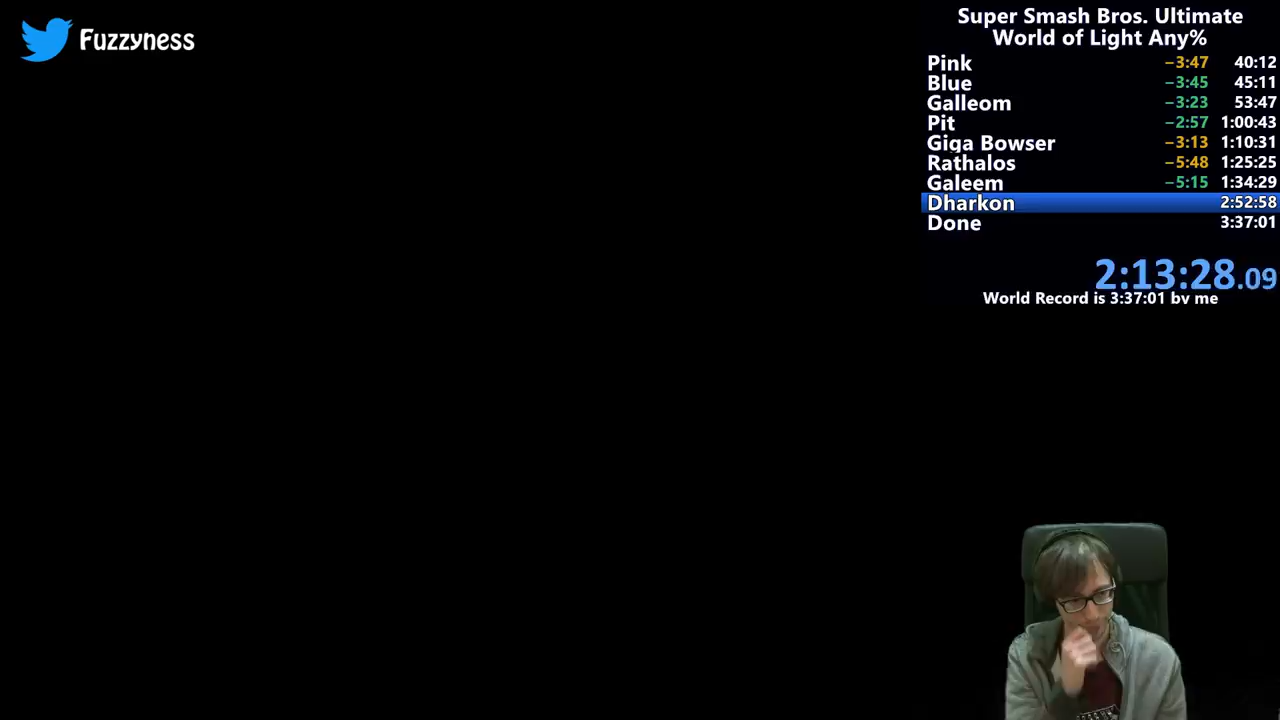 Fuzzyness
Super Smash Bros. Ultimate
World of Light Any%
Pink -3:47 40:12
Blue -3:45 45:11
Galleom -3:23 53:47
Pit -2:57 1:00:43
Giga Bowser -3:13 1:10:31
Rathalos -5:48 1:25:25
Galeem -5:15 1:34:29
Dharkon 2:52:58
Done 3:37:01
2:13:28.09
World Record is 3:37:01 by me